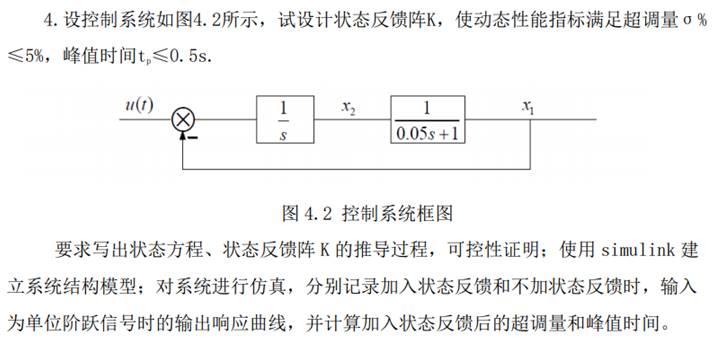 4.设控制系统如图4.2所示，试设计状态反馈阵K，使动态性能指标满足超调量σ%
≤5%，峰值时间tₚ≤0.5s.
u(t)
1
s
x₂
1
0.05s+1
x₁
图 4.2 控制系统框图
要求写出状态方程、状态反馈阵 K 的推导过程，可控性证明；使用 simulink 建
立系统结构模型；对系统进行仿真，分别记录加入状态反馈和不加状态反馈时，输入
为单位阶跃信号时的输出响应曲线，并计算加入状态反馈后的超调量和峰值时间。